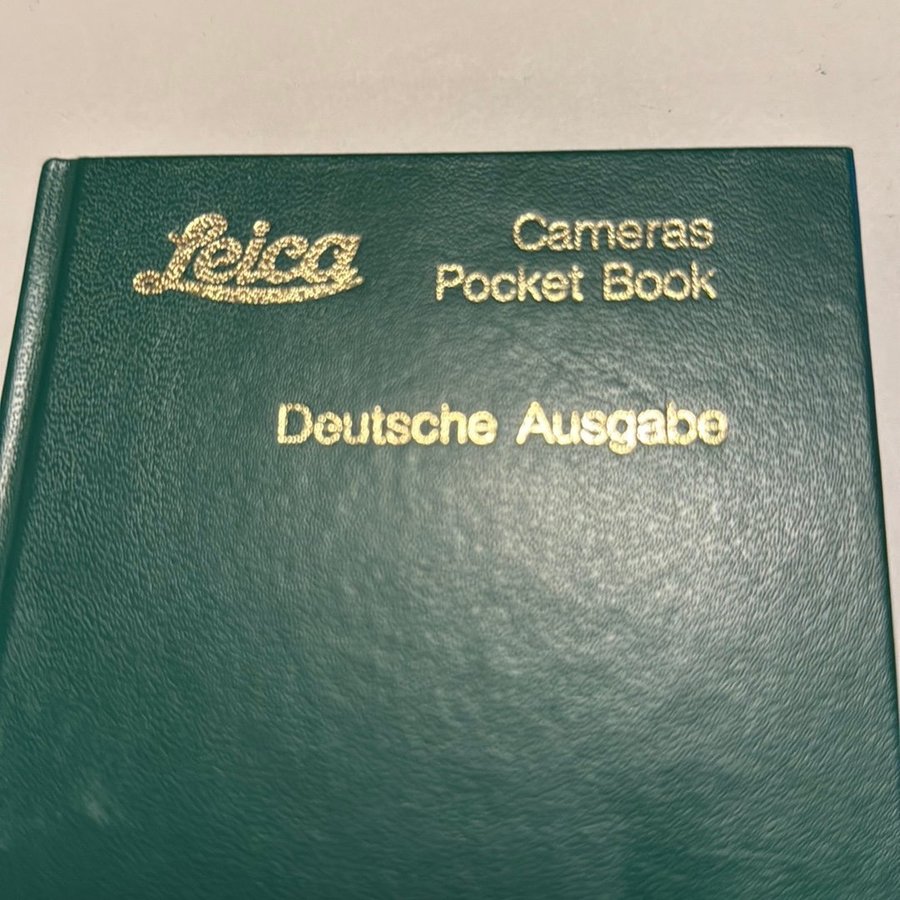 Leica
Cameras
Pocket Book
Deutsche Ausgabe